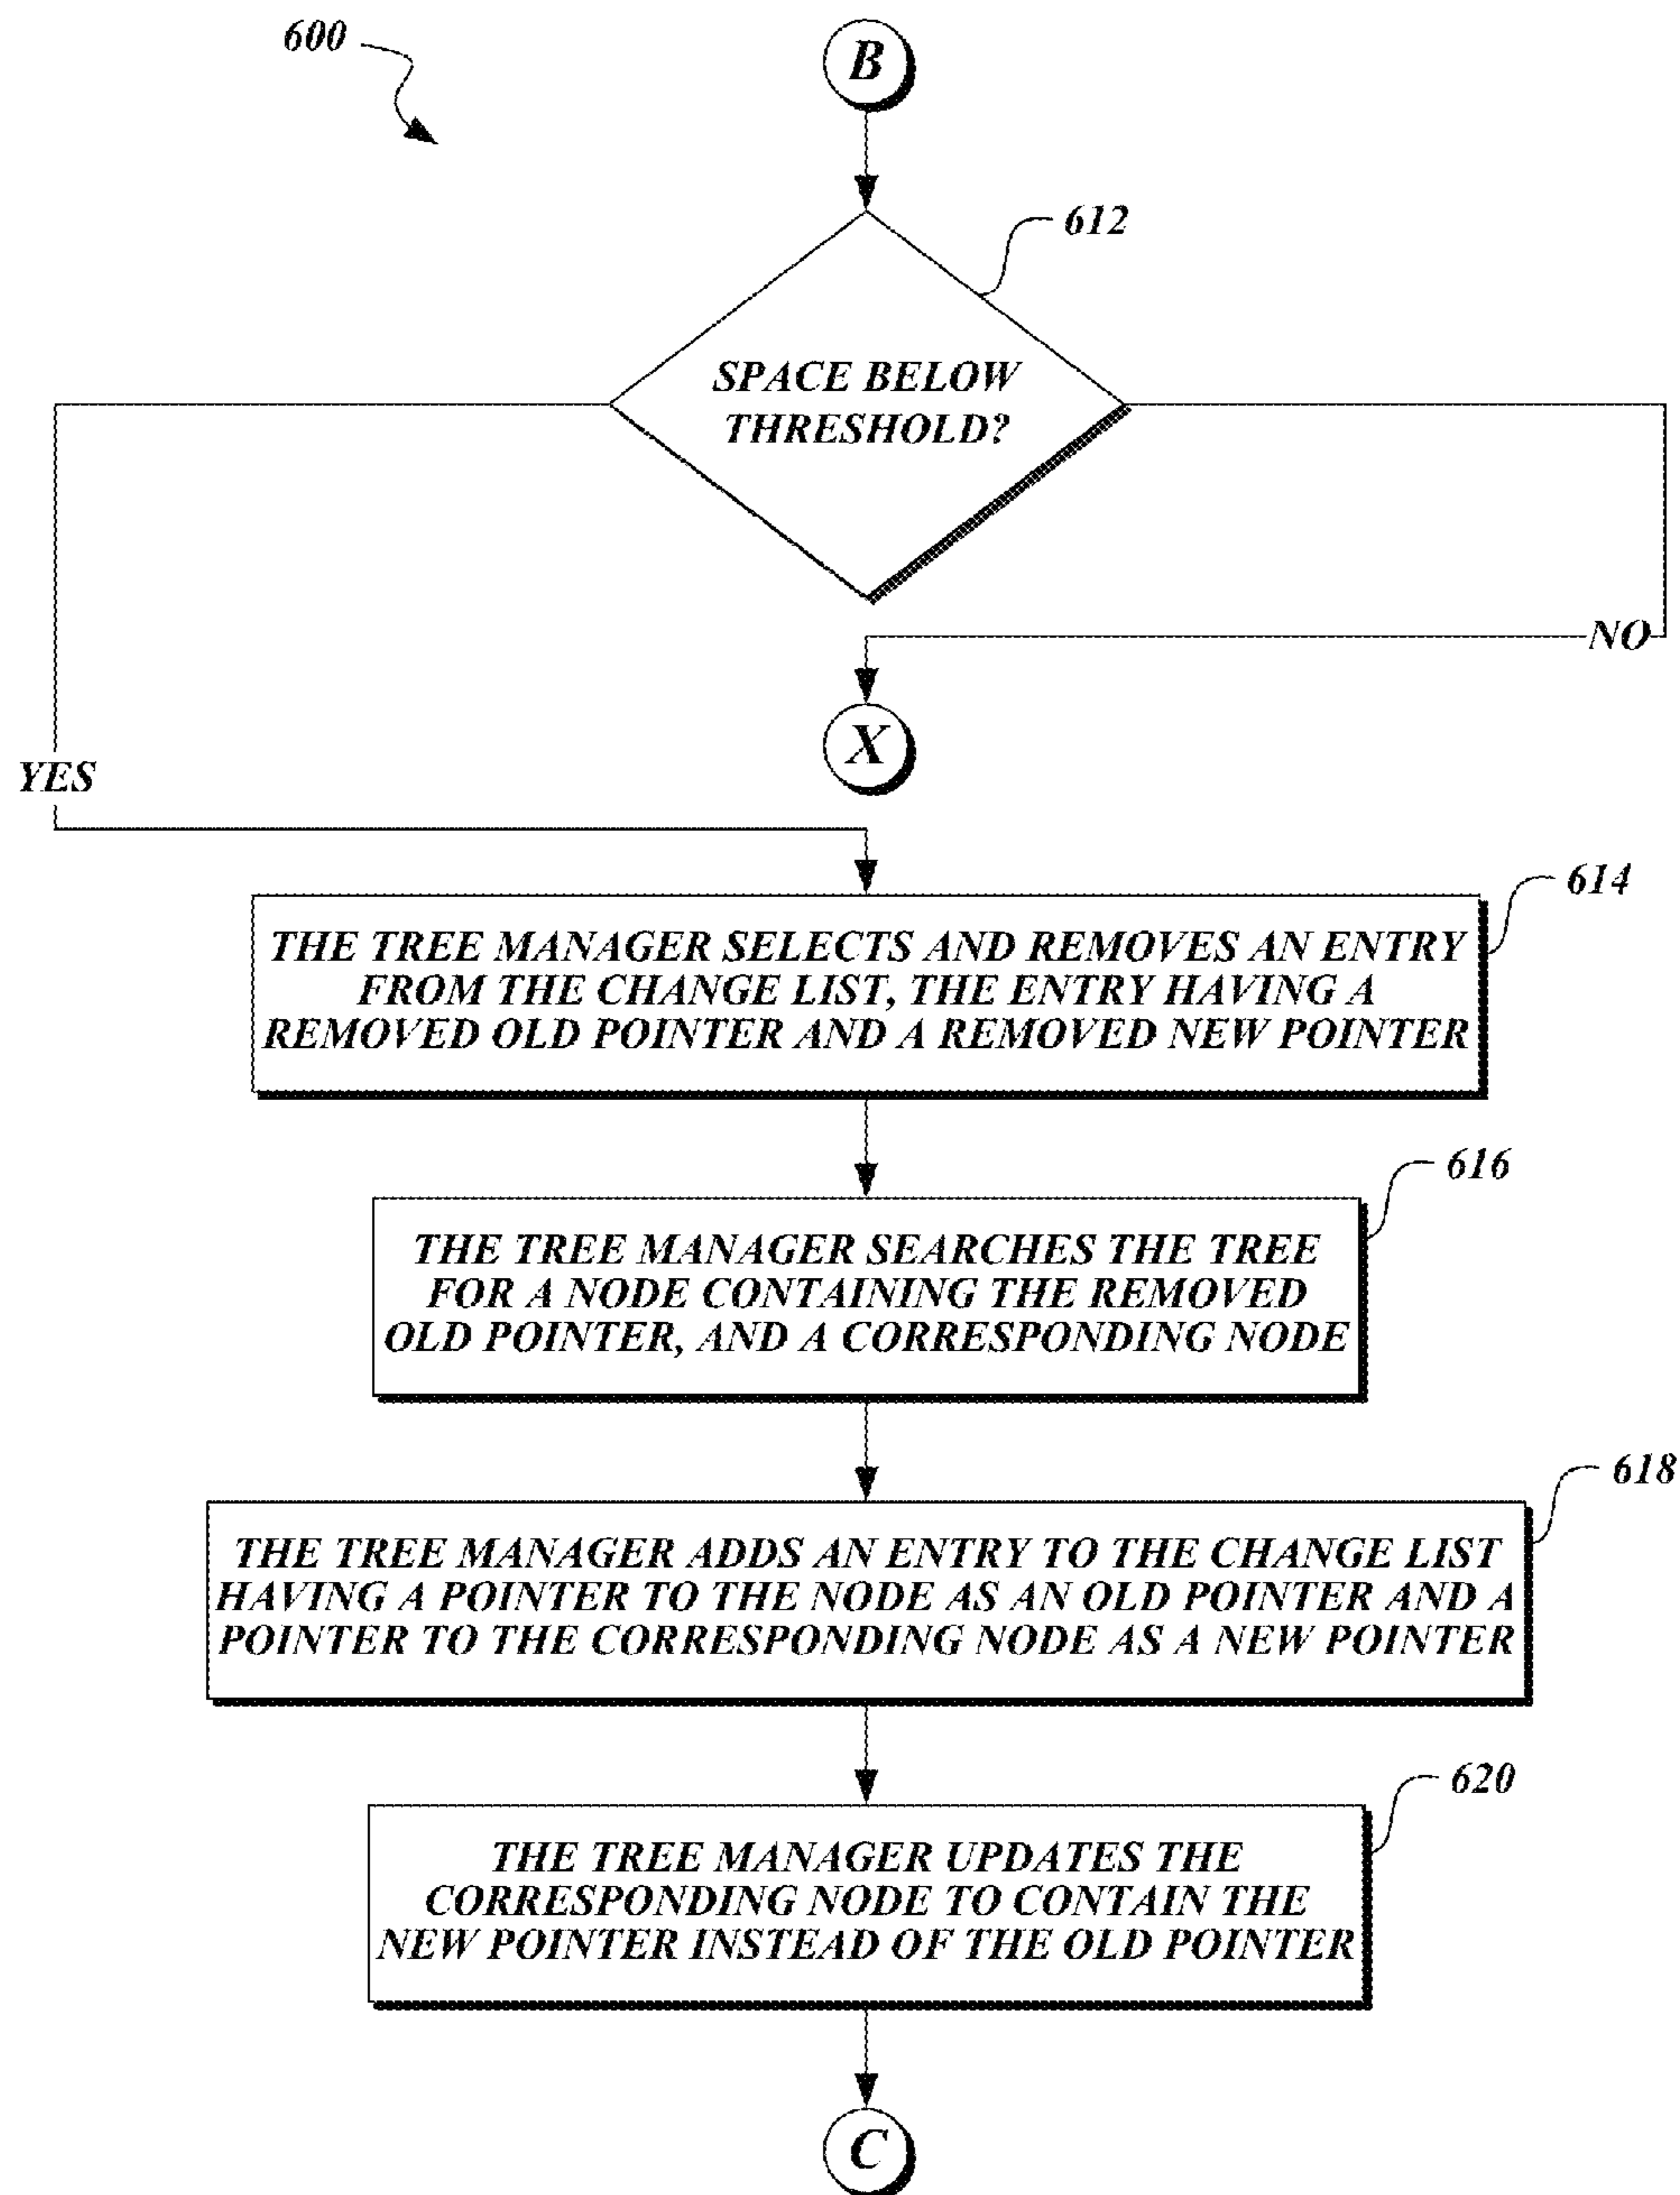 600
B
612
SPACE BELOW
THRESHOLD?
NO
X
YES
614
THE TREE MANAGER SELECTS AND REMOVES AN ENTRY
FROM THE CHANGE LIST, THE ENTRY HAVING A
REMOVED OLD POINTER AND A REMOVED NEW POINTER
616
THE TREE MANAGER SEARCHES THE TREE
FOR A NODE CONTAINING THE REMOVED
OLD POINTER, AND A CORRESPONDING NODE
618
THE TREE MANAGER ADDS AN ENTRY TO THE CHANGE LIST
HAVING A POINTER TO THE NODE AS AN OLD POINTER AND A
POINTER TO THE CORRESPONDING NODE AS A NEW POINTER
620
THE TREE MANAGER UPDATES THE
CORRESPONDING NODE TO CONTAIN THE
NEW POINTER INSTEAD OF THE OLD POINTER
C